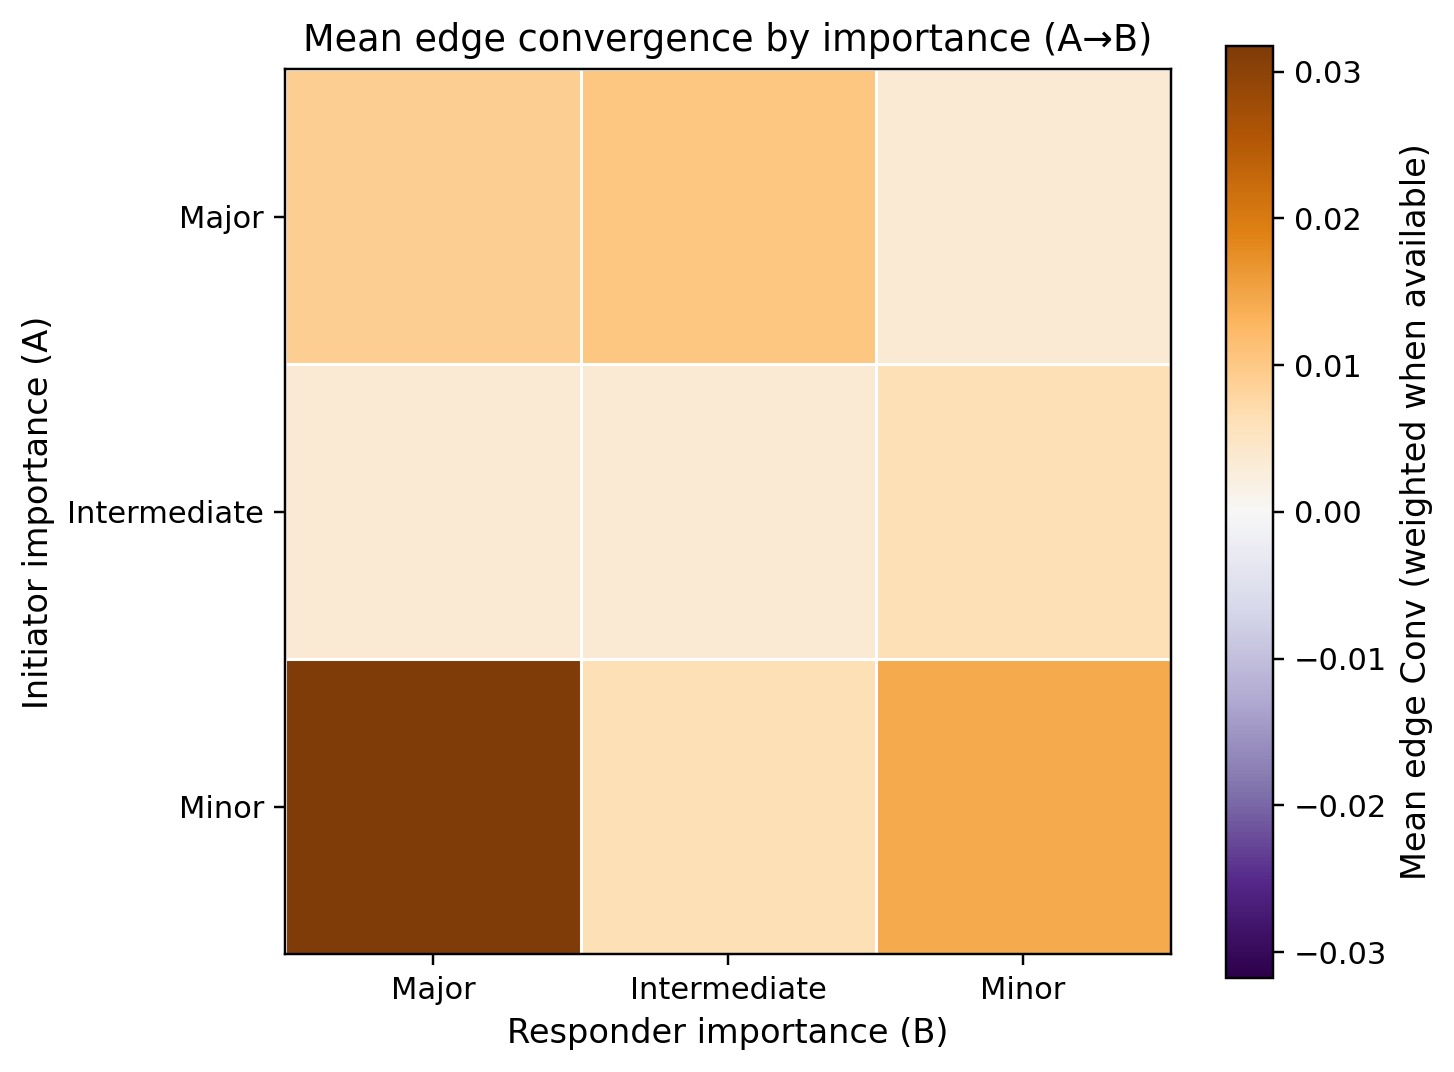 Mean edge convergence by importance (A→B)
Initiator importance (A)
Major
Intermediate
Minor
Major
Intermediate
Minor
Responder importance (B)
0.03
0.02
0.01
0.00
−0.01
−0.02
−0.03
Mean edge Conv (weighted when available)